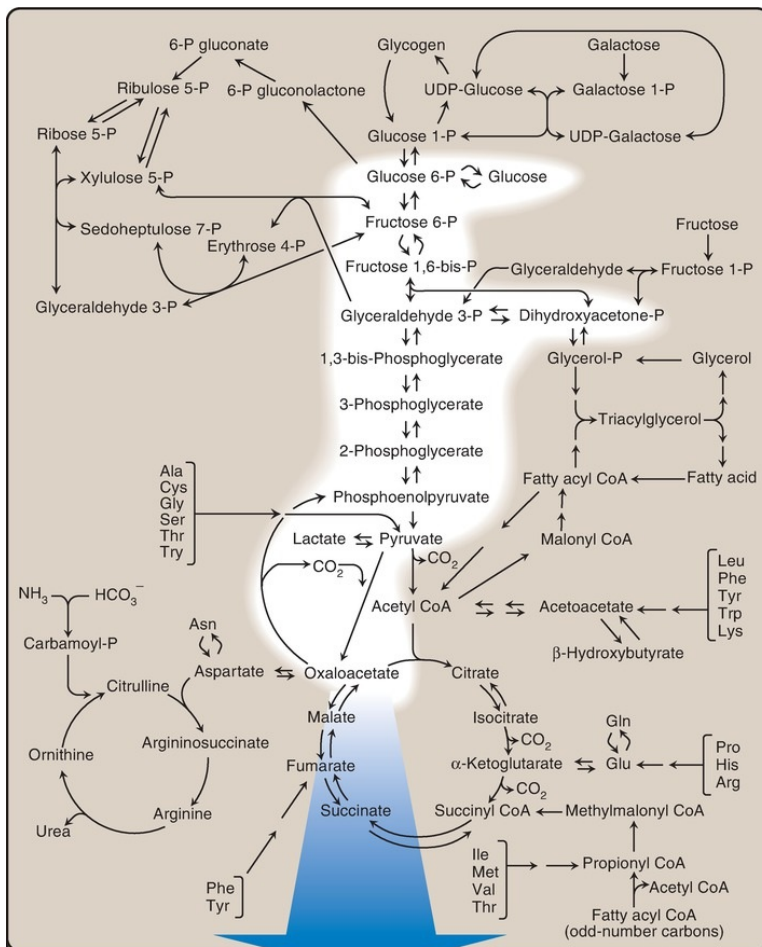 6-P gluconate
Glycogen
Galactose
Ribulose 5-P
6-P gluconolactone
UDP-Glucose
Galactose 1-P
Ribose 5-P
Glucose 1-P
UDP-Galactose
Xylulose 5-P
Glucose 6-P
Glucose
Sedoheptulose 7-P
Fructose 6-P
Erythrose 4-P
Fructose
Fructose 1,6-bis-P
Glyceraldehyde
Fructose 1-P
Glyceraldehyde 3-P
Glyceraldehyde 3-P
Dihydroxyacetone-P
1,3-bis-Phosphoglycerate
Glycerol-P
Glycerol
3-Phosphoglycerate
Triacylglycerol
2-Phosphoglycerate
Ala
Cys
Gly
Ser
Thr
Try
Fatty acyl CoA
Fatty acid
Phosphoenolpyruvate
Lactate
Pyruvate
Malonyl CoA
CO₂
CO₂
Leu
Phe
Tyr
Trp
Lys
NH₃
HCO₃⁻
Acetyl CoA
Acetoacetate
Asn
Carbamoyl-P
β-Hydroxybutyrate
Aspartate
Oxaloacetate
Citrate
Citrulline
Malate
Isocitrate
Gln
Argininosuccinate
CO₂
Ornithine
Fumarate
α-Ketoglutarate
Glu
Pro
His
Arg
CO₂
Arginine
Succinate
Succinyl CoA
Methylmalonyl CoA
Urea
Ile
Met
Val
Thr
Propionyl CoA
Phe
Tyr
Acetyl CoA
Fatty acyl CoA
(odd-number carbons)